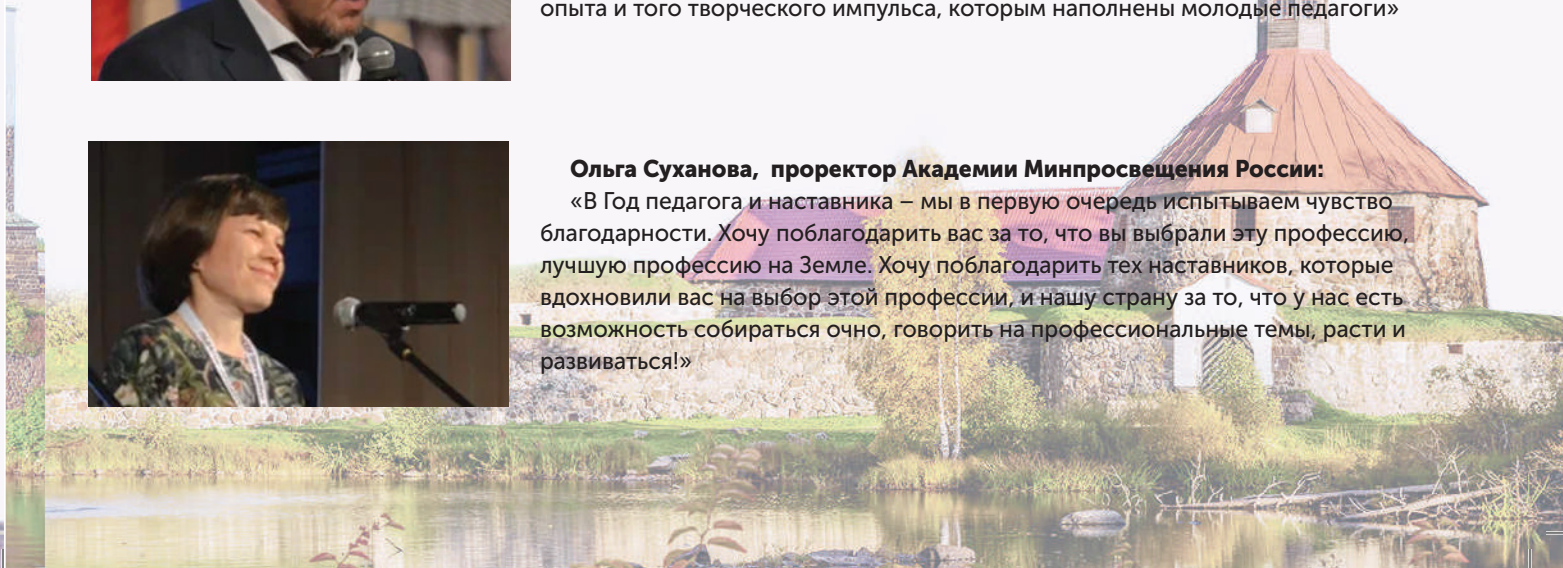 опыта и того творческого импульса, которым наполнены молодые педагоги»
Ольга Суханова,  проректор Академии Минпросвещения России:
«В Год педагога и наставника – мы в первую очередь испытываем чувство
благодарности. Хочу поблагодарить вас за то, что вы выбрали эту профессию,
лучшую профессию на Земле. Хочу поблагодарить тех наставников, которые
вдохновили вас на выбор этой профессии, и нашу страну за то, что у нас есть
возможность собираться очно, говорить на профессиональные темы, расти и
развиваться!»